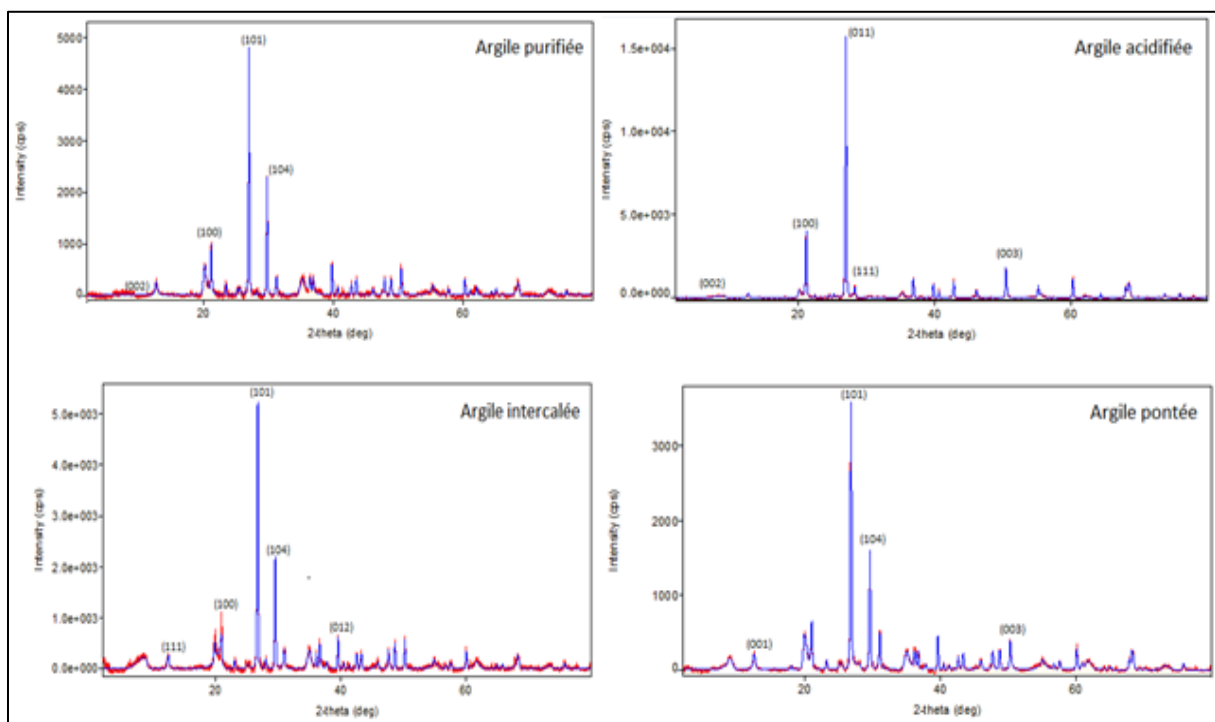 Argile purifiée
Intensity (cps)
5000
4000
3000
2000
1000
0
(002)
(100)
(101)
(104)
20
40
60
2-theta (deg)
Argile acidifiée
Intensity (cps)
1.5e+004
1.0e+004
5.0e+003
0.0e+000
(002)
(100)
(011)
(111)
(003)
20
40
60
2-theta (deg)
Argile intercalée
Intensity (cps)
5.0e+003
4.0e+003
3.0e+003
2.0e+003
1.0e+003
0.0e+000
(111)
(100)
(101)
(104)
(012)
20
40
60
2-theta (deg)
Argile pontée
Intensity (cps)
3000
2000
1000
0
(001)
(101)
(104)
(003)
20
40
60
2-theta (deg)